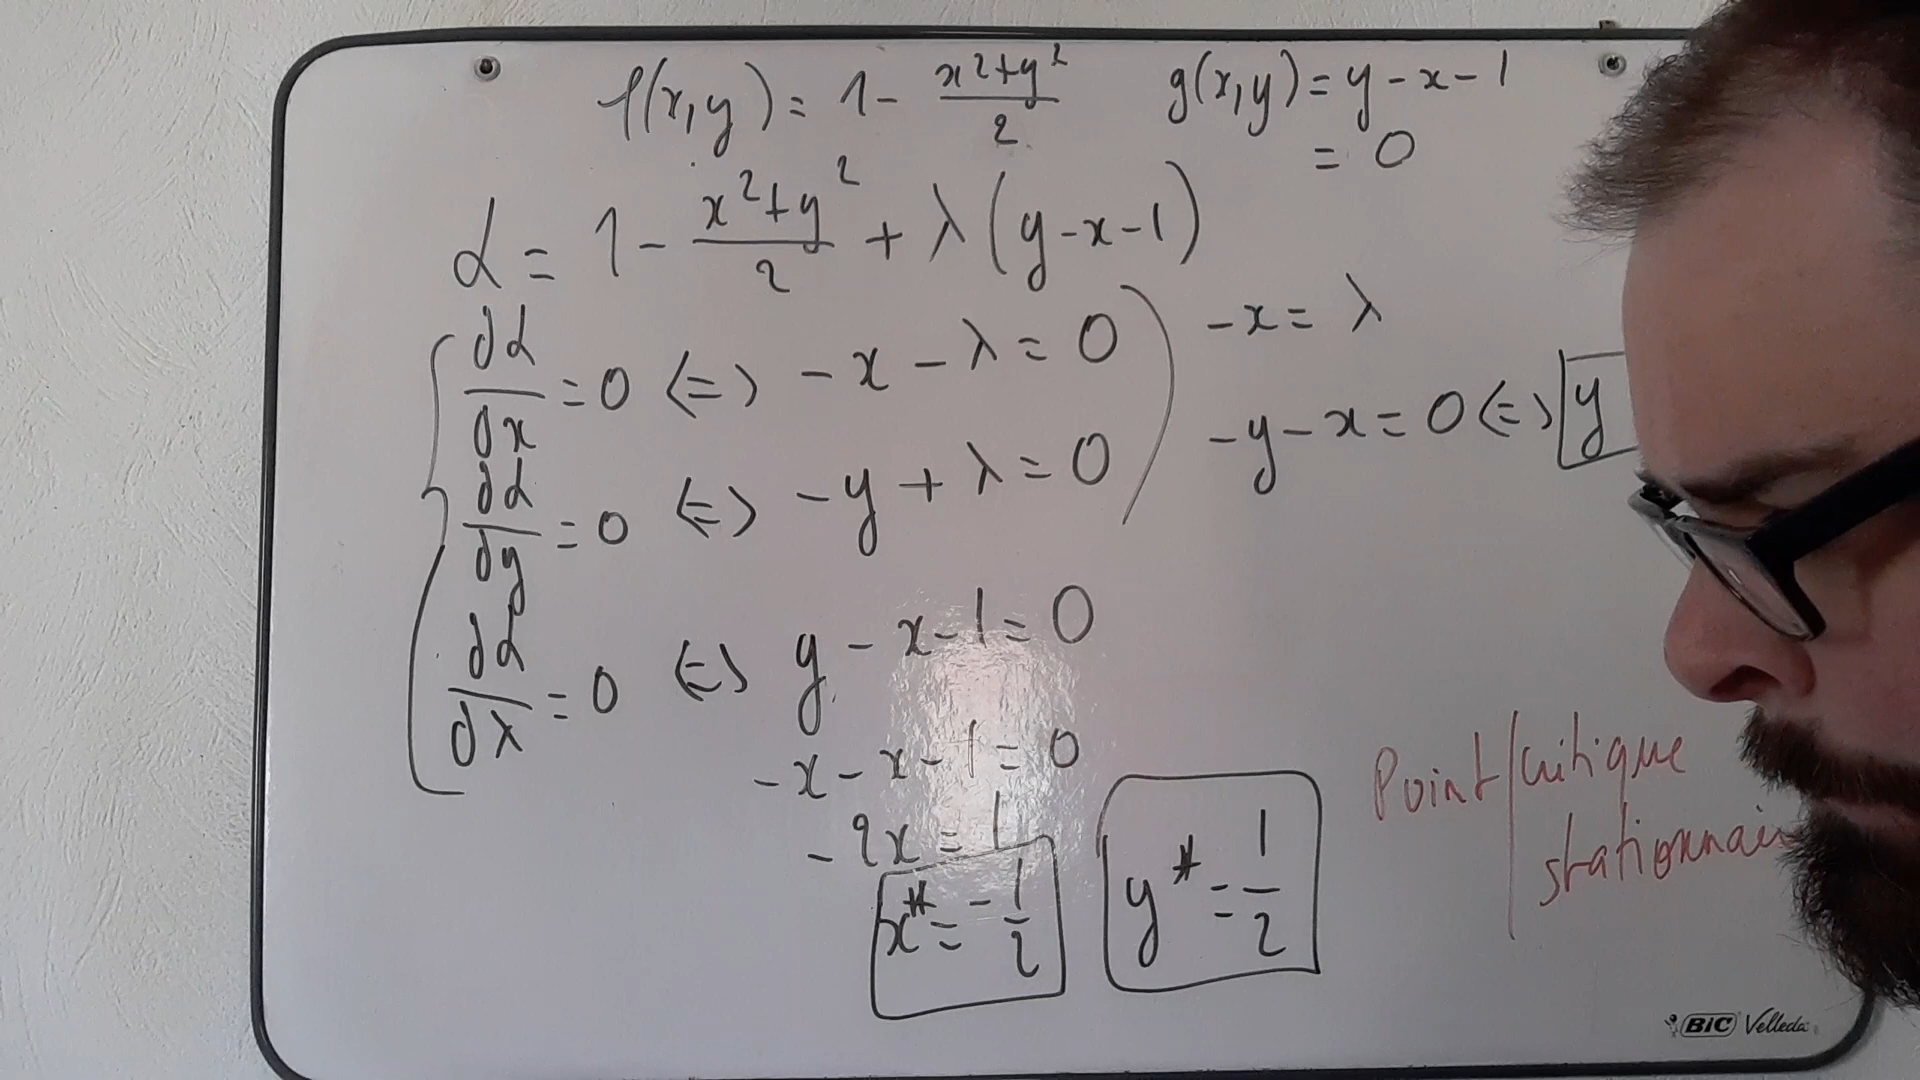 f(x,y) = 1 - (x²+y²)/2   g(x,y) = y - x - 1
= 0
ℒ = 1 - (x²+y²)/2 + λ(y-x-1)
∂ℒ/∂x = 0 ⟺ -x - λ = 0   -x = λ
-y - x = 0 ⟺ y
∂ℒ/∂y = 0 ⟺ -y + λ = 0
∂ℒ/∂λ = 0 ⟺ y - x - 1 = 0
-x - x - 1 = 0
-2x = 1
x* = -1/2   y* = 1/2
Point critique
BIC Velleda